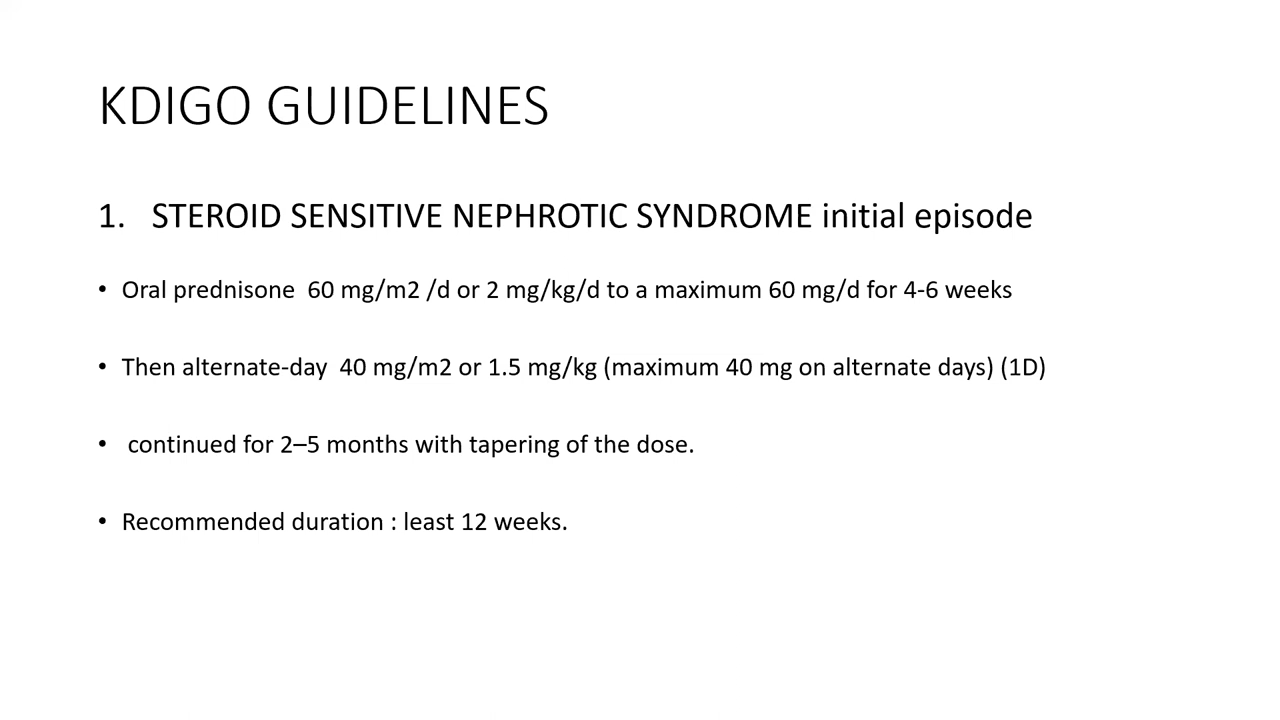 KDIGO GUIDELINES
1. STEROID SENSITIVE NEPHROTIC SYNDROME initial episode
• Oral prednisone 60 mg/m2 /d or 2 mg/kg/d to a maximum 60 mg/d for 4-6 weeks
• Then alternate-day 40 mg/m2 or 1.5 mg/kg (maximum 40 mg on alternate days) (1D)
• continued for 2–5 months with tapering of the dose.
• Recommended duration : least 12 weeks.